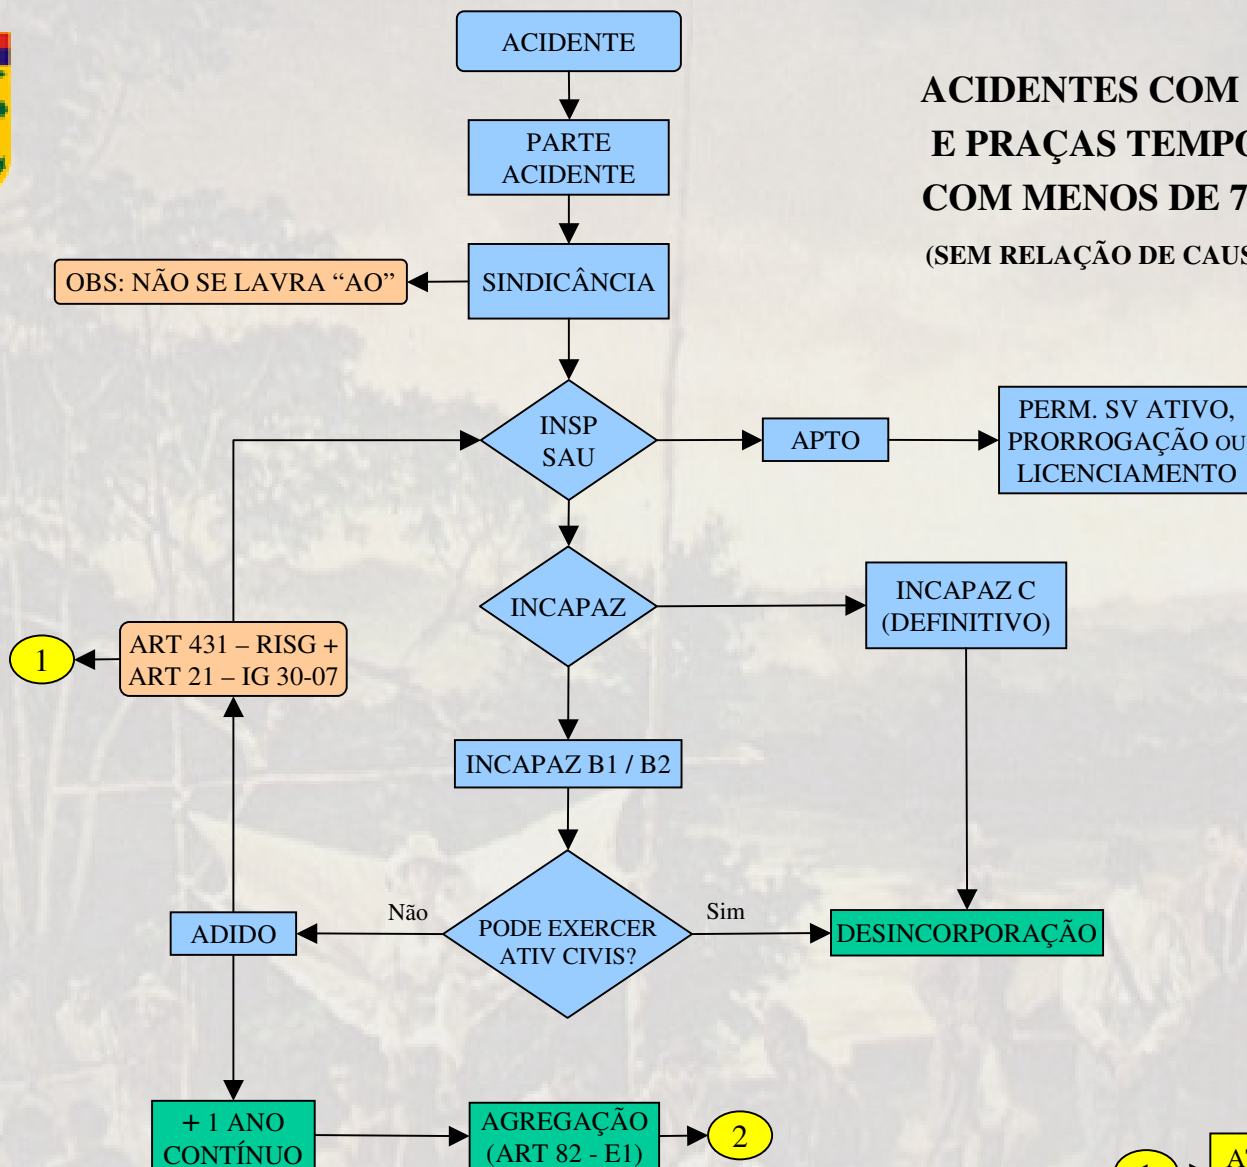 ACIDENTE
ACIDENTES COM
E PRAÇAS
COM MENOS DE 7
(SEM RELAÇÃO DE
PARTE
ACIDENTE
OBS: NÃO SE LAVRA “AO”
SINDICÂNCIA
INSP
SAU
APTO
PERM. SV ATIVO,
PRORROGAÇÃO OU
LICENCIAMENTO
INCAPAZ
INCAPAZ C
(DEFINITIVO)
1
ART 431 – RISG +
ART 21 – IG 30-07
INCAPAZ B1 / B2
ADIDO
Não
PODE EXERCER
ATIV CIVIS?
Sim
DESINCORPORAÇÃO
+ 1 ANO
CONTÍNUO
AGREGAÇÃO
(ART 82 - E1)
2